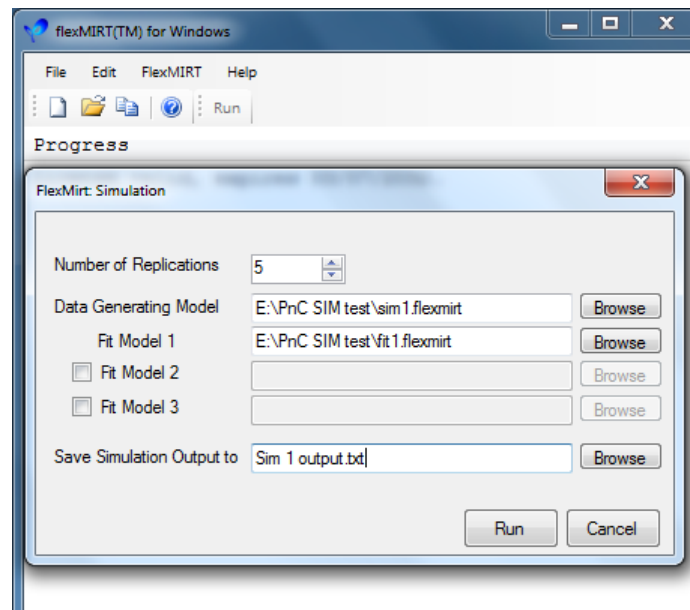 flexMIRT(TM) for Windows
File Edit FlexMIRT Help
Run
Progress
FlexMirt: Simulation
Number of Replications 5
Data Generating Model E:\PnC SIM test\sim1.flexmirt Browse
Fit Model 1 E:\PnC SIM test\fit1.flexmirt Browse
Fit Model 2 Browse
Fit Model 3 Browse
Save Simulation Output to Sim 1 output.txt Browse
Run Cancel